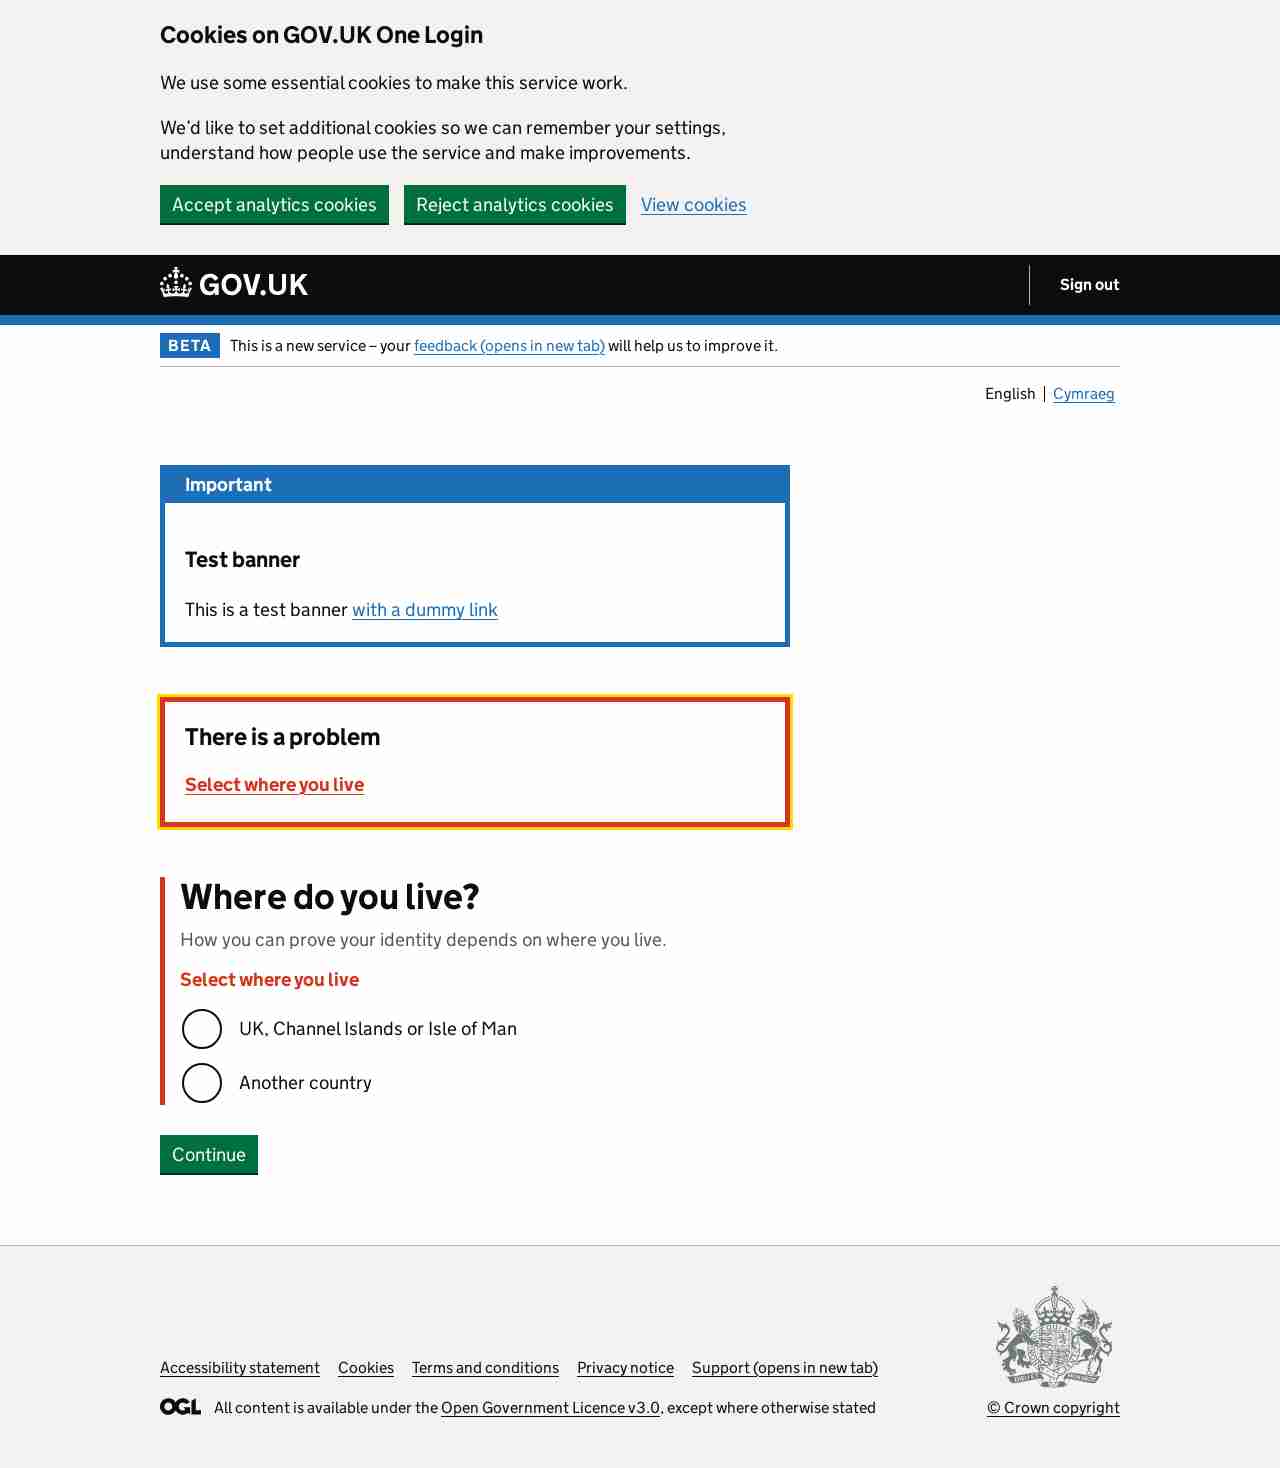 Cookies on GOV.UK One Login
We use some essential cookies to make this service work.
We’d like to set additional cookies so we can remember your settings,
understand how people use the service and make improvements.
Accept analytics cookies Reject analytics cookies View cookies
GOV.UK Sign out
BETA This is a new service – your feedback (opens in new tab) will help us to improve it.
English Cymraeg
Important
Test banner
This is a test banner with a dummy link
There is a problem
Select where you live
Where do you live?
How you can prove your identity depends on where you live.
Select where you live
UK, Channel Islands or Isle of Man
Another country
Continue
Accessibility statement Cookies Terms and conditions Privacy notice Support (opens in new tab)
OGL All content is available under the Open Government Licence v3.0, except where otherwise stated © Crown copyright